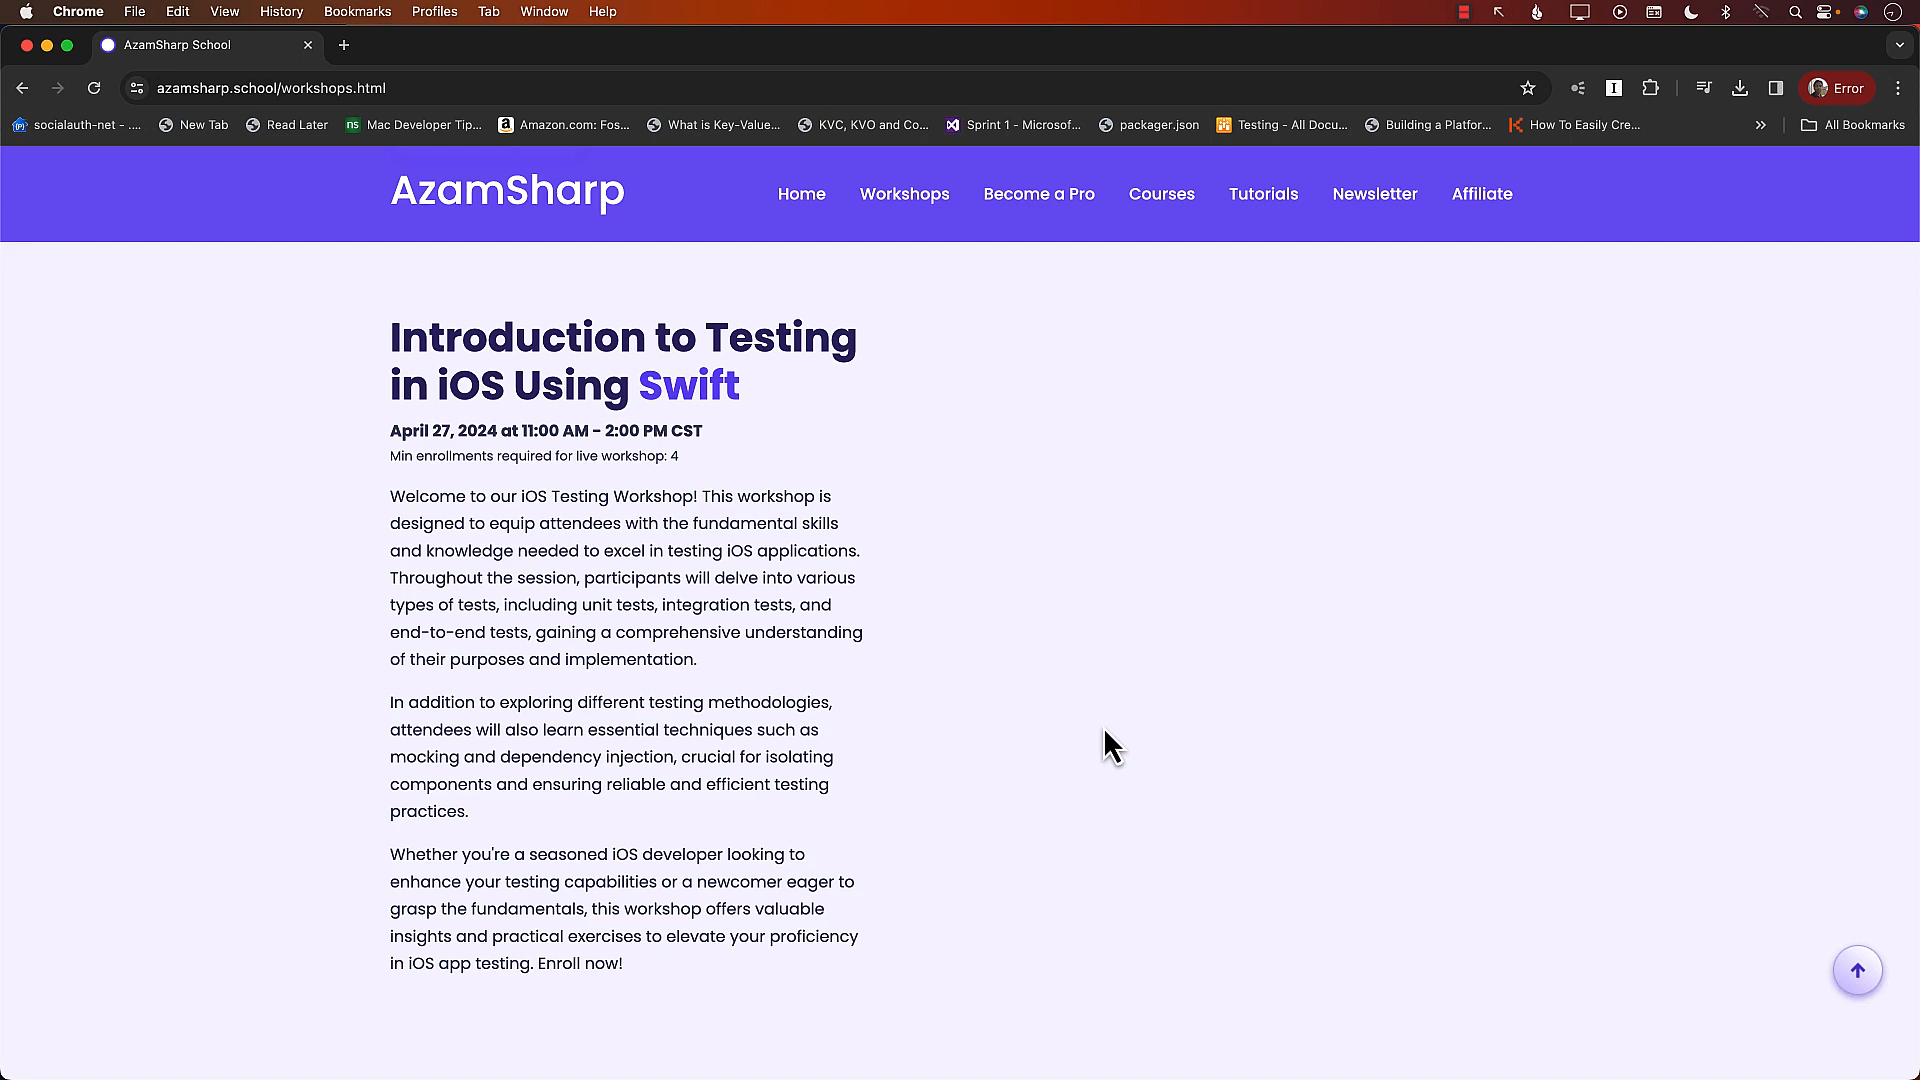 Chrome File Edit View History Bookmarks Profiles Tab Window Help
AzamSharp School
azamsharp.school/workshops.html
Error
socialauth-net - .... New Tab Read Later Mac Developer Tip... Amazon.com: Fos... What is Key-Value... KVC, KVO and Co... Sprint 1 - Microsof... packager.json Testing - All Docu... Building a Platfor... How To Easily Cre... » All Bookmarks
AzamSharp
Home Workshops Become a Pro Courses Tutorials Newsletter Affiliate
Introduction to Testing
in iOS Using Swift
April 27, 2024 at 11:00 AM - 2:00 PM CST
Min enrollments required for live workshop: 4
Welcome to our iOS Testing Workshop! This workshop is
designed to equip attendees with the fundamental skills
and knowledge needed to excel in testing iOS applications.
Throughout the session, participants will delve into various
types of tests, including unit tests, integration tests, and
end-to-end tests, gaining a comprehensive understanding
of their purposes and implementation.
In addition to exploring different testing methodologies,
attendees will also learn essential techniques such as
mocking and dependency injection, crucial for isolating
components and ensuring reliable and efficient testing
practices.
Whether you're a seasoned iOS developer looking to
enhance your testing capabilities or a newcomer eager to
grasp the fundamentals, this workshop offers valuable
insights and practical exercises to elevate your proficiency
in iOS app testing. Enroll now!